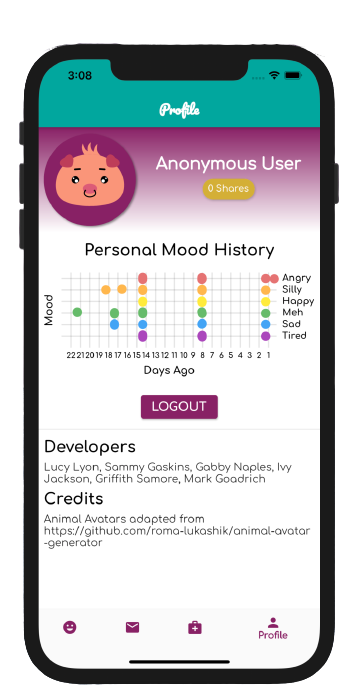 3:08
Profile
Anonymous User
0 Shares
Personal Mood History
Mood
Angry
Silly
Happy
Meh
Sad
Tired
22 21 20 19 18 17 16 15 14 13 12 11 10 9 8 7 6 5 4 3 2 1
Days Ago
LOGOUT
Developers
Lucy Lyon, Sammy Gaskins, Gabby Naples, Ivy
Jackson, Griffith Samore, Mark Goadrich
Credits
Animal Avatars adapted from
https://github.com/roma-lukashik/animal-avatar
-generator
Profile